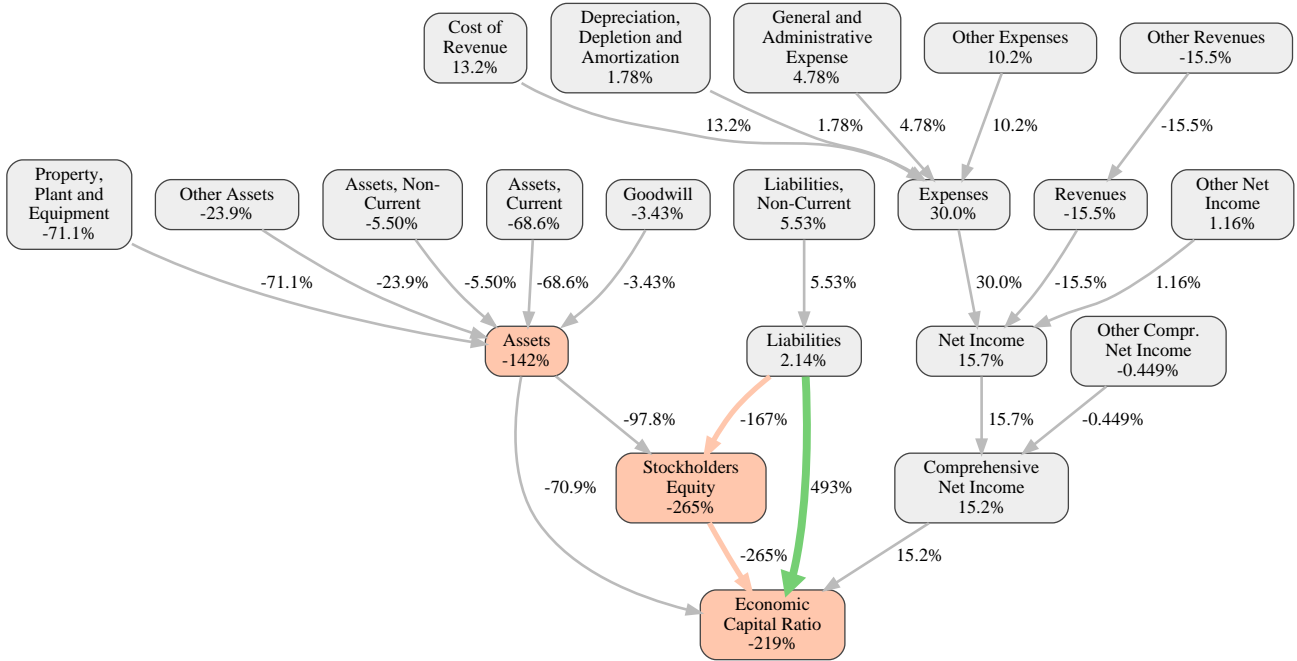 Cost of
Revenue
13.2%
Depreciation,
Depletion and
Amortization
1.78%
General and
Administrative
Expense
4.78%
Other Expenses
10.2%
Other Revenues
-15.5%
13.2%
1.78%
4.78%
10.2%
-15.5%
Property,
Plant and
Equipment
-71.1%
Other Assets
-23.9%
Assets, Non-
Current
-5.50%
Assets,
Current
-68.6%
Goodwill
-3.43%
Liabilities,
Non-Current
5.53%
Expenses
30.0%
Revenues
-15.5%
Other Net
Income
1.16%
-71.1%
-23.9%
-5.50%
-68.6%
-3.43%
5.53%
30.0%
-15.5%
1.16%
Assets
-142%
Liabilities
2.14%
Net Income
15.7%
Other Compr.
Net Income
-0.449%
-97.8%
-167%
15.7%
-0.449%
Stockholders
Equity
-265%
Comprehensive
Net Income
15.2%
-70.9%
493%
-265%
15.2%
Economic
Capital Ratio
-219%